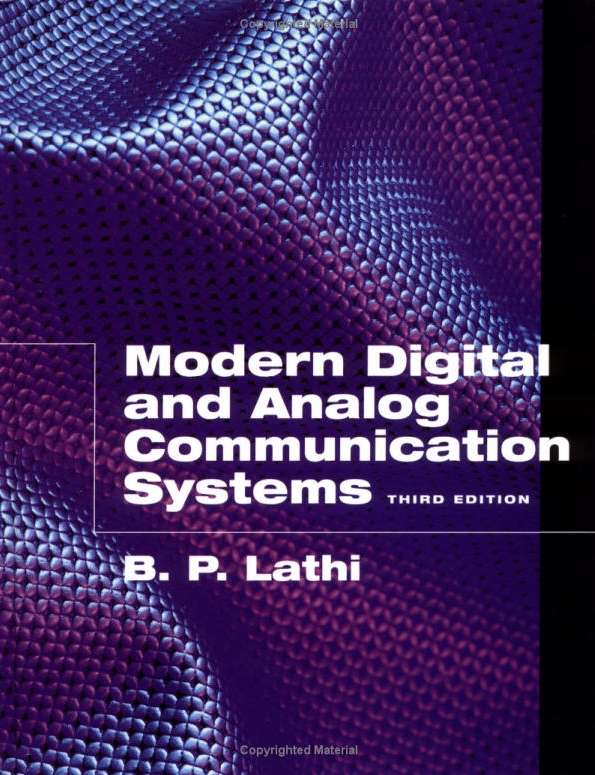 Copyrighted Material
Modern Digital
and Analog
Communication
Systems THIRD EDITION
B. P. Lathi
Copyrighted Material